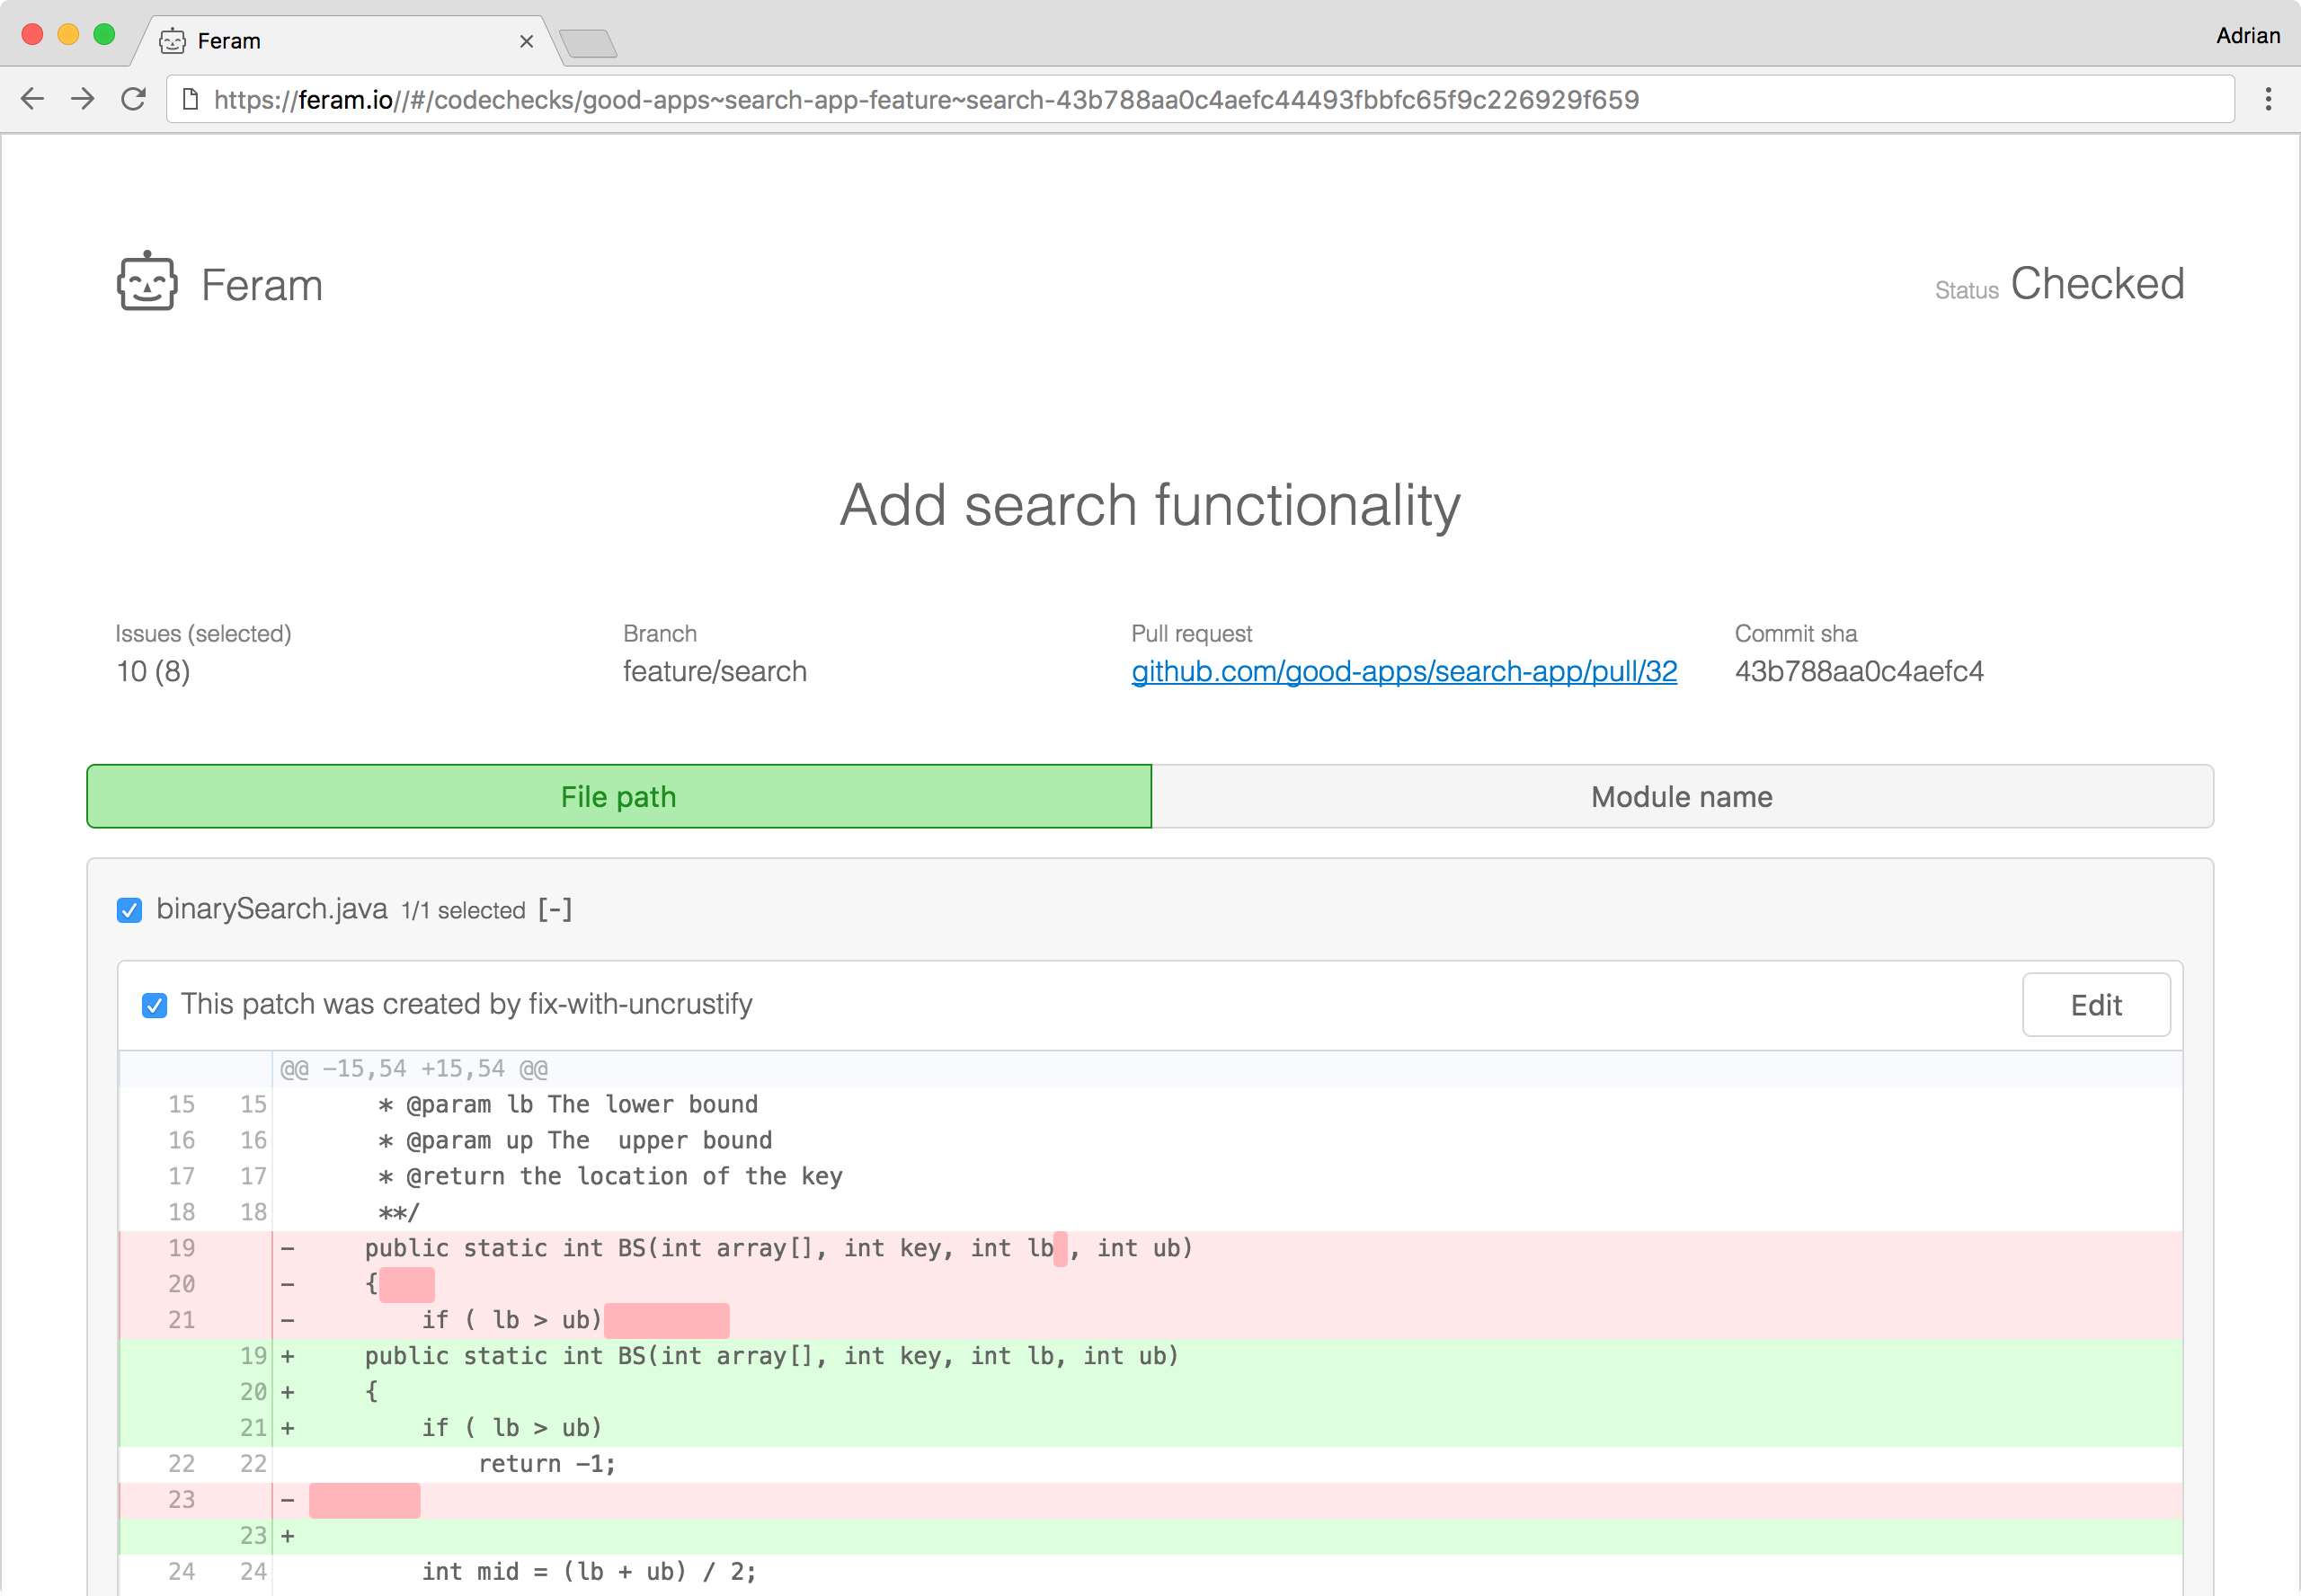 Feram
Adrian
https://feram.io//#/codechecks/good-apps~search-app-feature~search-43b788aa0c4aefc44493fbbfc65f9c226929f659
Feram
Status Checked
Add search functionality
Issues (selected)
10 (8)
Branch
feature/search
Pull request
github.com/good-apps/search-app/pull/32
Commit sha
43b788aa0c4aefc4
File path
Module name
binarySearch.java 1/1 selected [-]
This patch was created by fix-with-uncrustify
Edit
@@ -15,54 +15,54 @@
15 15 * @param lb The lower bound
16 16 * @param up The  upper bound
17 17 * @return the location of the key
18 18 **/
19 - public static int BS(int array[], int key, int lb , int ub)
20 - {
21 - if ( lb > ub)
19 + public static int BS(int array[], int key, int lb, int ub)
20 + {
21 + if ( lb > ub)
22 22 return -1;
23 -
23 +
24 24 int mid = (lb + ub) / 2;